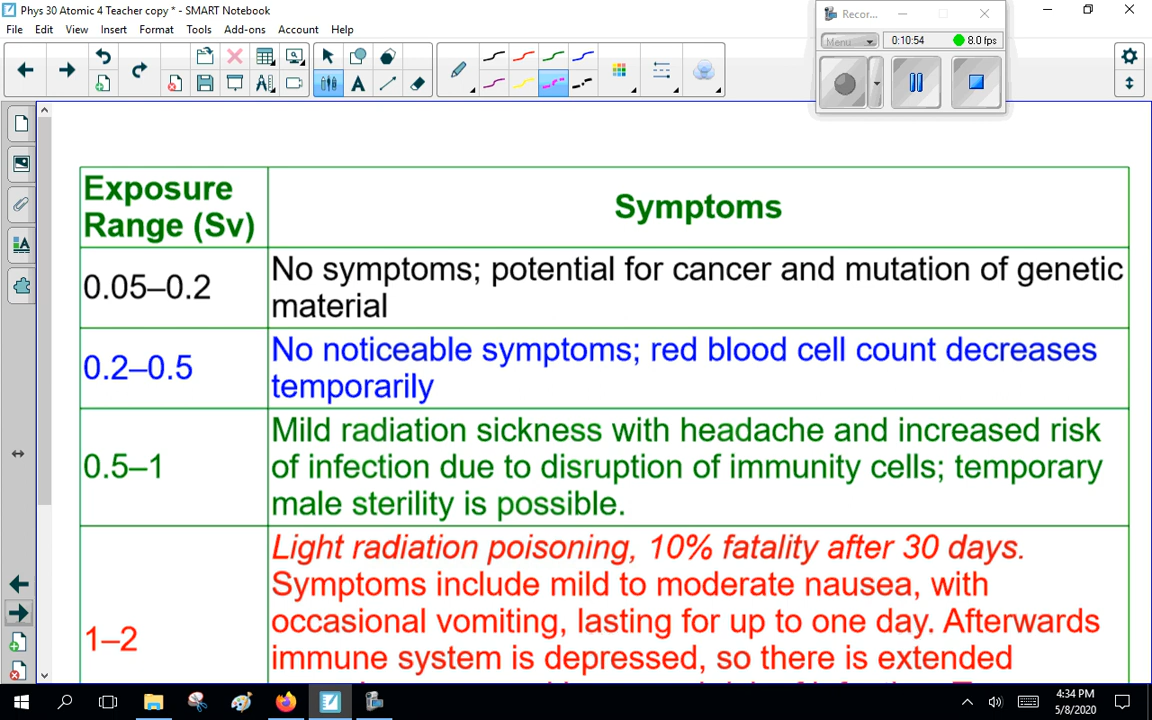 Phys 30 Atomic 4 Teacher copy * - SMART Notebook
File Edit View Insert Format Tools Add-ons Account Help
Recor...
Menu 0:10:54 8.0 fps
Exposure
Range (Sv)
Symptoms
0.05–0.2
No symptoms; potential for cancer and mutation of genetic
material
0.2–0.5
No noticeable symptoms; red blood cell count decreases
temporarily
0.5–1
Mild radiation sickness with headache and increased risk
of infection due to disruption of immunity cells; temporary
male sterility is possible.
1–2
Light radiation poisoning, 10% fatality after 30 days.
Symptoms include mild to moderate nausea, with
occasional vomiting, lasting for up to one day. Afterwards
immune system is depressed, so there is extended
4:34 PM
5/8/2020